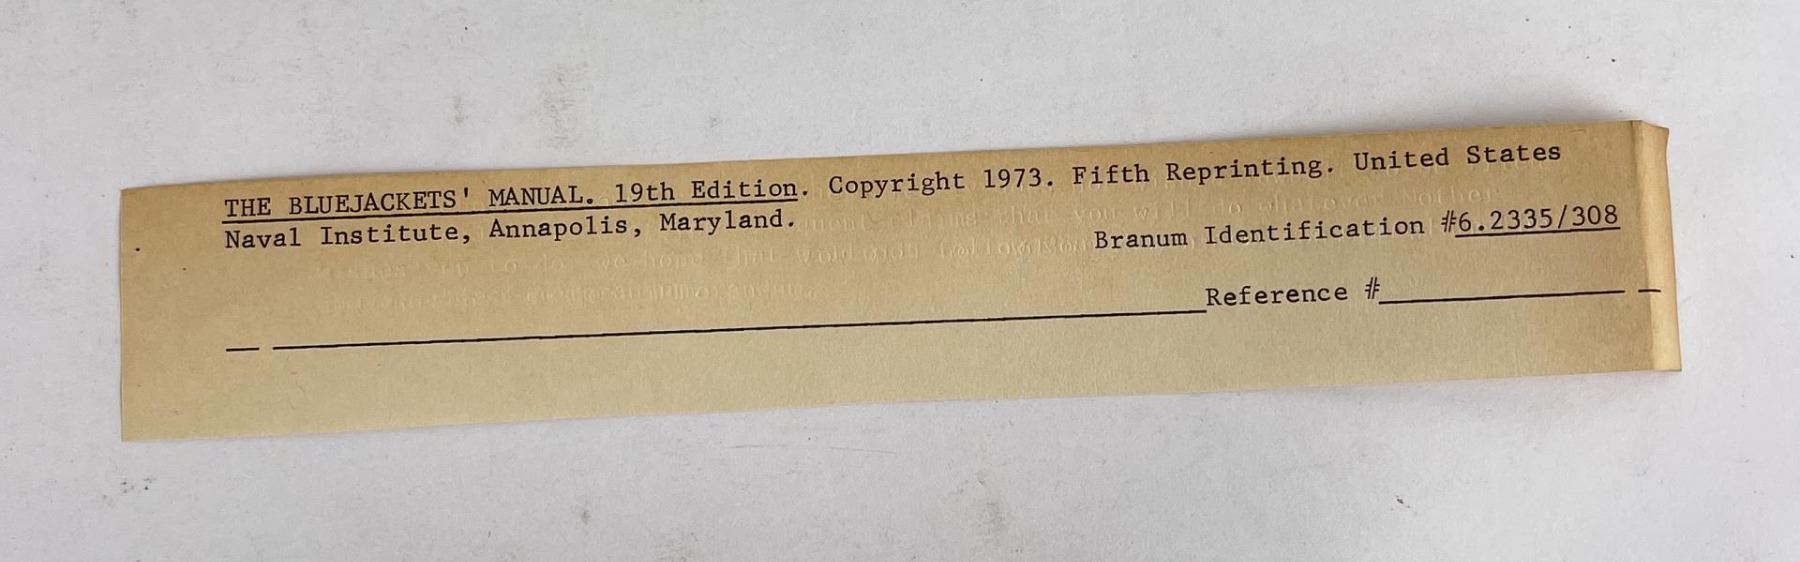 THE BLUEJACKETS' MANUAL. 19th Edition. Copyright 1973. Fifth Reprinting. United States
Naval Institute, Annapolis, Maryland.
Branum Identification #6.2335/308
Reference #